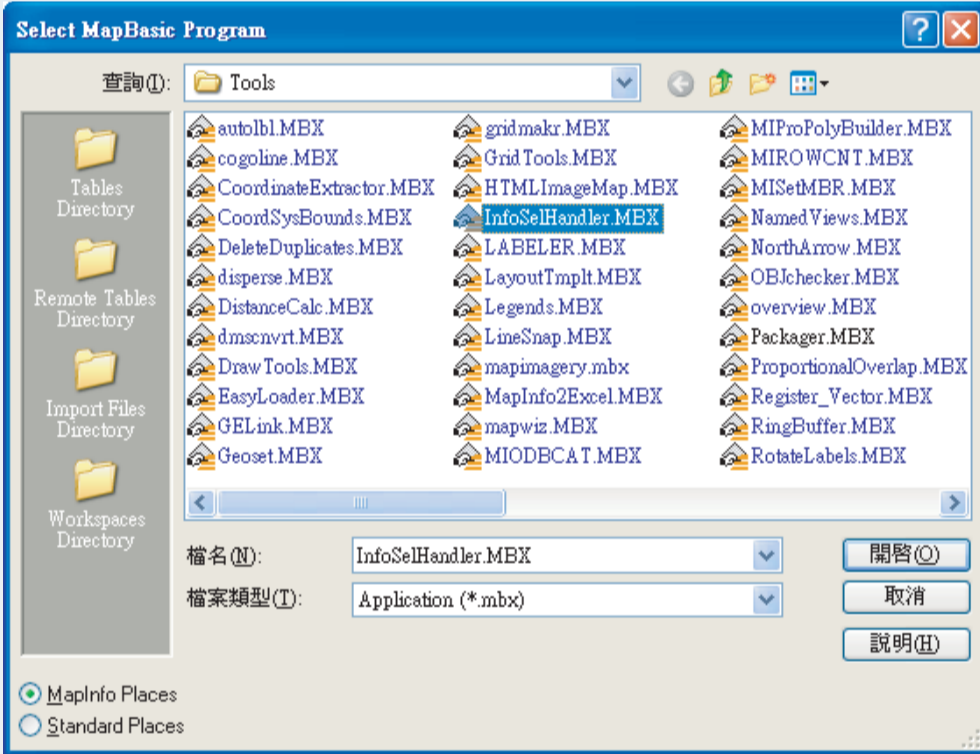 Select MapBasic Program
查詢(I): Tools
Tables
Directory
Remote Tables
Directory
Import Files
Directory
Workspaces
Directory
autolbl.MBX
cogoline.MBX
CoordinateExtractor.MBX
CoordSysBounds.MBX
DeleteDuplicates.MBX
disperse.MBX
DistanceCalc.MBX
dmscnvrt.MBX
DrawTools.MBX
EasyLoader.MBX
GELink.MBX
Geoset.MBX
gridmakr.MBX
GridTools.MBX
HTMLImageMap.MBX
InfoSelHandler.MBX
LABELER.MBX
LayoutTmplt.MBX
Legends.MBX
LineSnap.MBX
mapimagery.mbx
MapInfo2Excel.MBX
mapwiz.MBX
MIODBCAT.MBX
MIProPolyBuilder.MBX
MIROWCNT.MBX
MISetMBR.MBX
NamedViews.MBX
NorthArrow.MBX
OBJchecker.MBX
overview.MBX
Packager.MBX
ProportionalOverlap.MBX
Register_Vector.MBX
RingBuffer.MBX
RotateLabels.MBX
檔名(N): InfoSelHandler.MBX 開啓(O)
檔案類型(T): Application (*.mbx) 取消
說明(H)
MapInfo Places
Standard Places